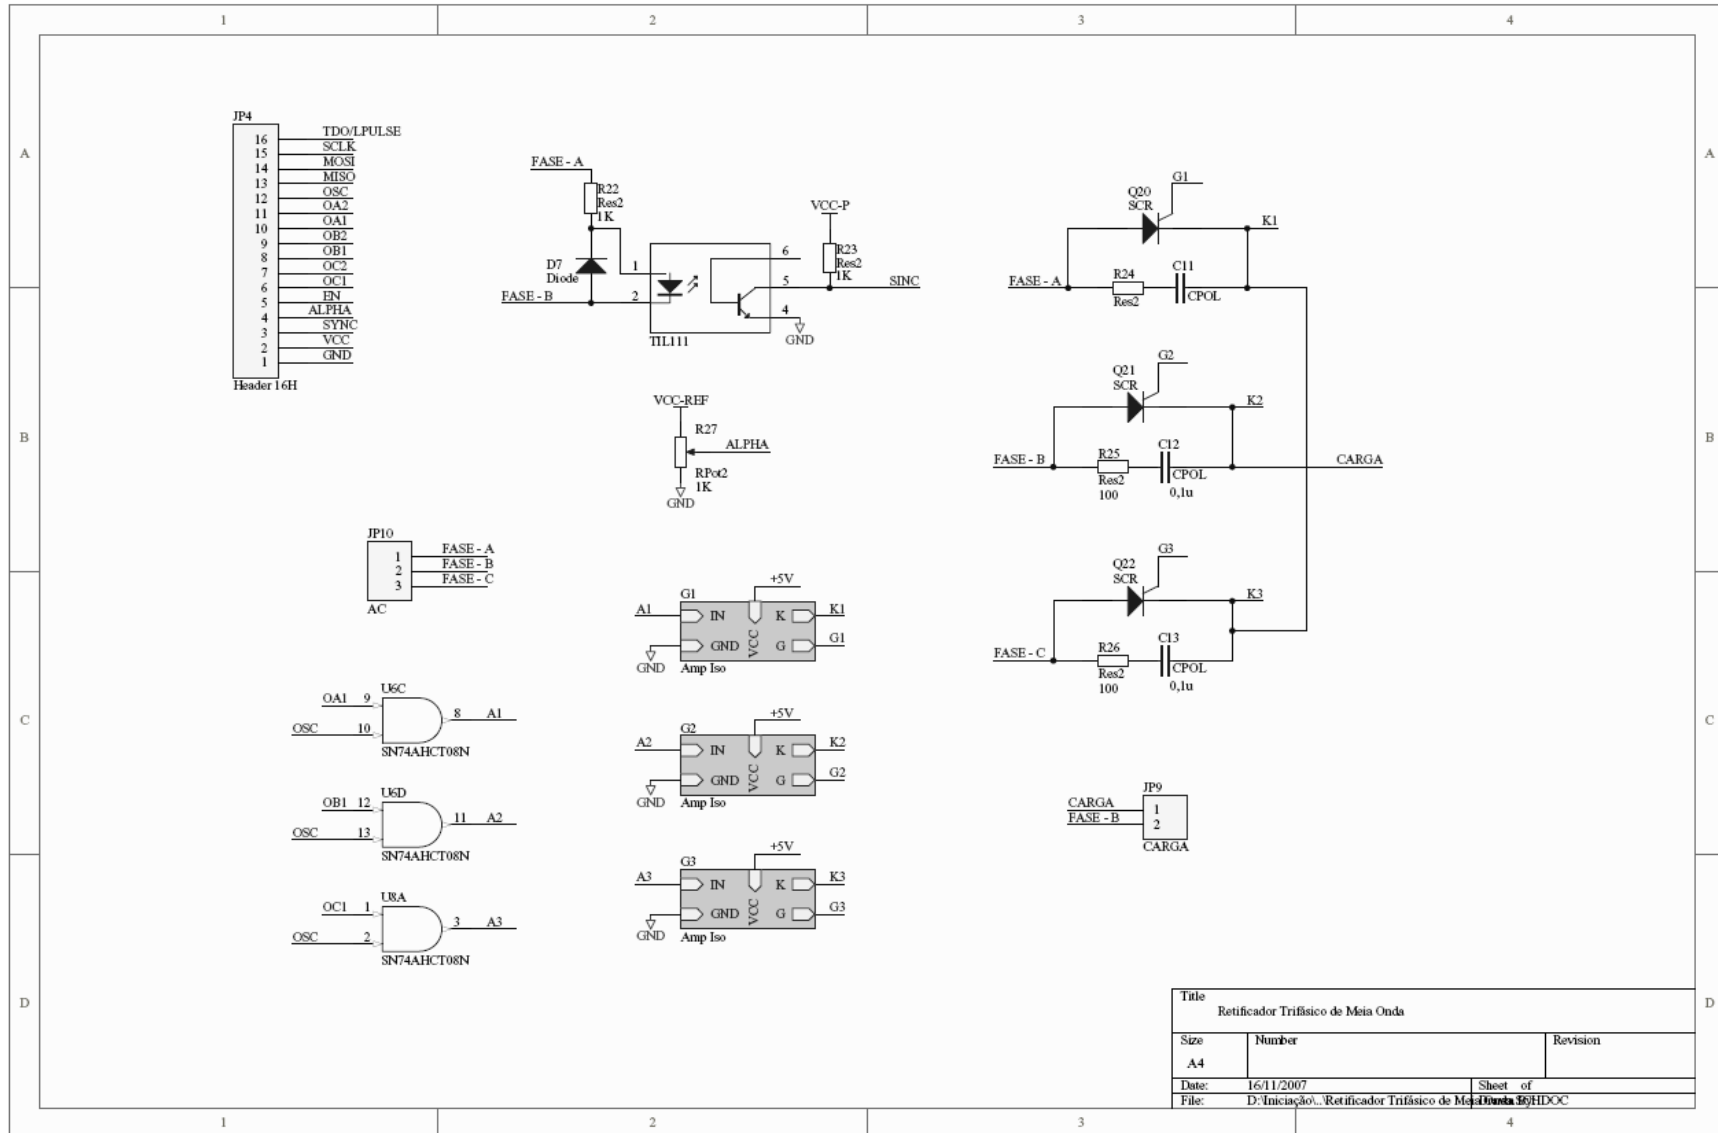 1 2 3 4
A
B
C
D
A
B
C
D
JP4
16 TDO/LPULSE
15 SCLK
14 MOSI
13 MISO
12 OSC
11 OA2
10 OA1
9 OB2
8 OB1
7 OC2
6 OC1
5 EN
4 ALPHA
3 SYNC
2 VCC
1 GND
Header 16H
FASE - A
R22
Res2
1K
D7
Diode
FASE - B
1
2
6
5
4
TIL111
VCC-P
R23
Res2
1K
SINC
GND
VCC-REF
R27
ALPHA
RPot2
1K
GND
Q20
SCR
G1
K1
FASE - A
R24
Res2
C11
CPOL
Q21
SCR
G2
K2
FASE - B
R25
Res2
100
C12
CPOL
0,1u
CARGA
Q22
SCR
G3
K3
FASE - C
R26
Res2
100
C13
CPOL
0,1u
JP10
1 FASE - A
2 FASE - B
3 FASE - C
AC
G1
+5V
A1 IN VCC K K1
GND GND G G1
Amp Iso
G2
+5V
A2 IN VCC K K2
GND GND G G2
Amp Iso
G3
+5V
A3 IN VCC K K3
GND GND G G3
Amp Iso
U6C
OA1 9
OSC 10
8 A1
SN74AHCT08N
U6D
OB1 12
OSC 13
11 A2
SN74AHCT08N
U8A
OC1 1
OSC 2
3 A3
SN74AHCT08N
JP9
CARGA 1
FASE - B 2
CARGA
Title
Retificador Trifásico de Meia Onda
Size Number Revision
A4
Date: 16/11/2007 Sheet of
File: D:\Iniciação\..\Retificador Trifásico de
1 2 3 4